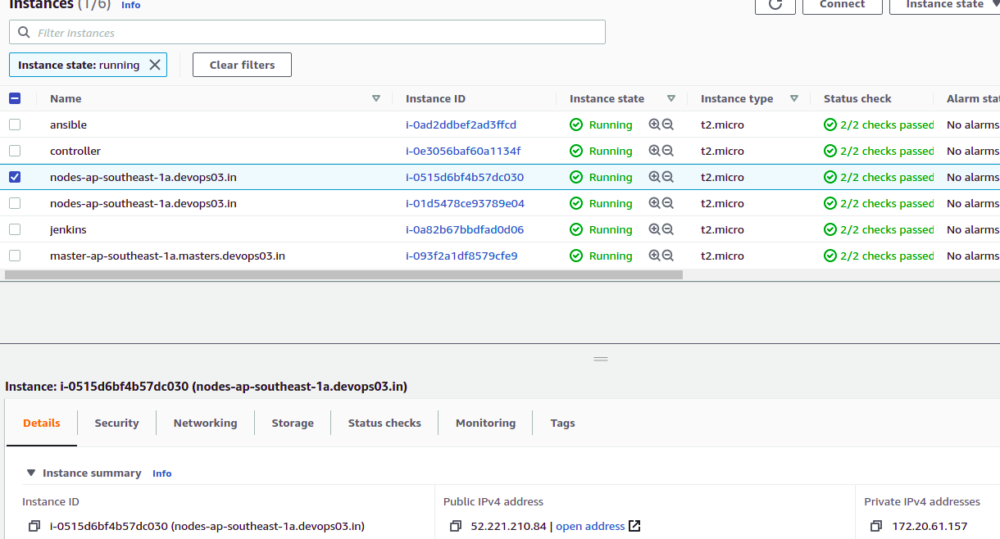 Instances (1/6) Info Connect Instance state
Filter instances
Instance state: running Clear filters
Name Instance ID Instance state Instance type Status check Alarm stat
ansible i-0ad2ddbef2ad3ffcd Running t2.micro 2/2 checks passed No alarms
controller i-0e3056baf60a1134f Running t2.micro 2/2 checks passed No alarms
nodes-ap-southeast-1a.devops03.in i-0515d6bf4b57dc030 Running t2.micro 2/2 checks passed No alarms
nodes-ap-southeast-1a.devops03.in i-01d5478ce93789e04 Running t2.micro 2/2 checks passed No alarms
jenkins i-0a82b67bbdfad0d06 Running t2.micro 2/2 checks passed No alarms
master-ap-southeast-1a.masters.devops03.in i-093f2a1df8579cfe9 Running t2.micro 2/2 checks passed No alarms
Instance: i-0515d6bf4b57dc030 (nodes-ap-southeast-1a.devops03.in)
Details Security Networking Storage Status checks Monitoring Tags
Instance summary Info
Instance ID Public IPv4 address Private IPv4 addresses
i-0515d6bf4b57dc030 (nodes-ap-southeast-1a.devops03.in) 52.221.210.84 | open address 172.20.61.157